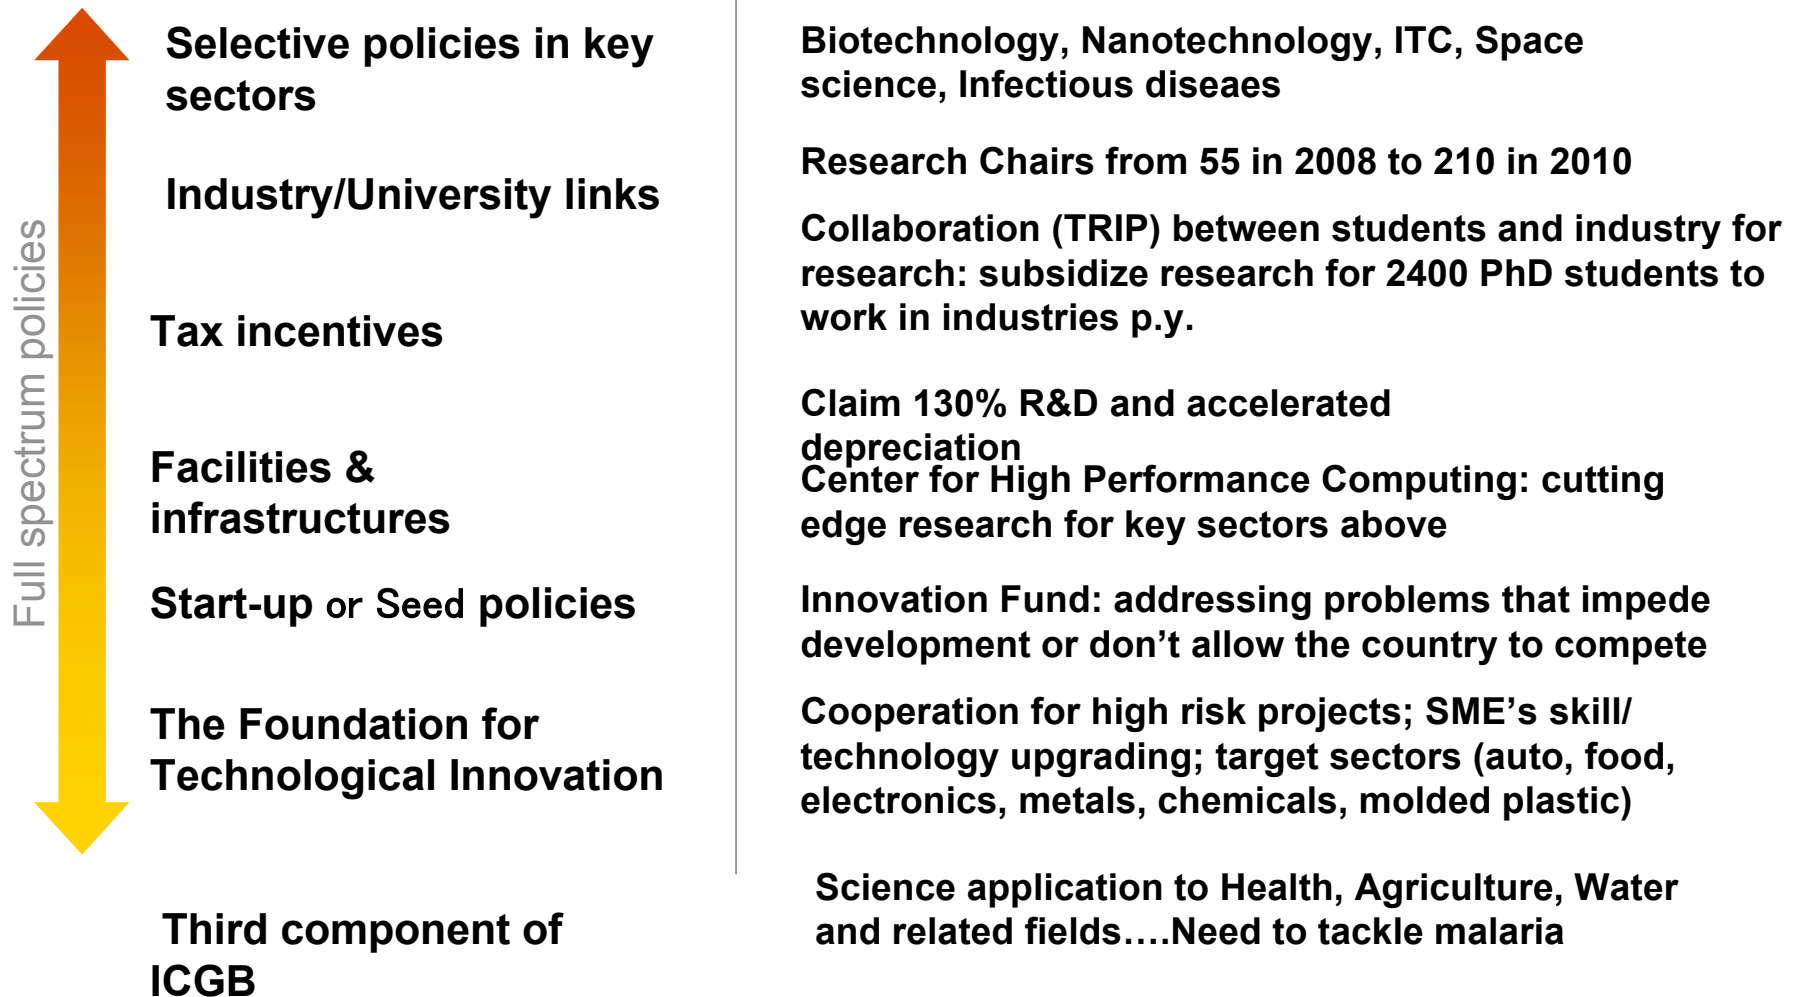 Full spectrum policies
Selective policies in key
sectors
Biotechnology, Nanotechnology, ITC, Space
science, Infectious diseaes
Industry/University links
Research Chairs from 55 in 2008 to 210 in 2010
Collaboration (TRIP) between students and industry for
research: subsidize research for 2400 PhD students to
work in industries p.y.
Tax incentives
Claim 130% R&D and accelerated
depreciation
Facilities &
infrastructures
Center for High Performance Computing: cutting
edge research for key sectors above
Start-up or Seed policies
Innovation Fund: addressing problems that impede
development or don’t allow the country to compete
The Foundation for
Technological Innovation
Cooperation for high risk projects; SME’s skill/
technology upgrading; target sectors (auto, food,
electronics, metals, chemicals, molded plastic)
Third component of
ICGB
Science application to Health, Agriculture, Water
and related fields….Need to tackle malaria